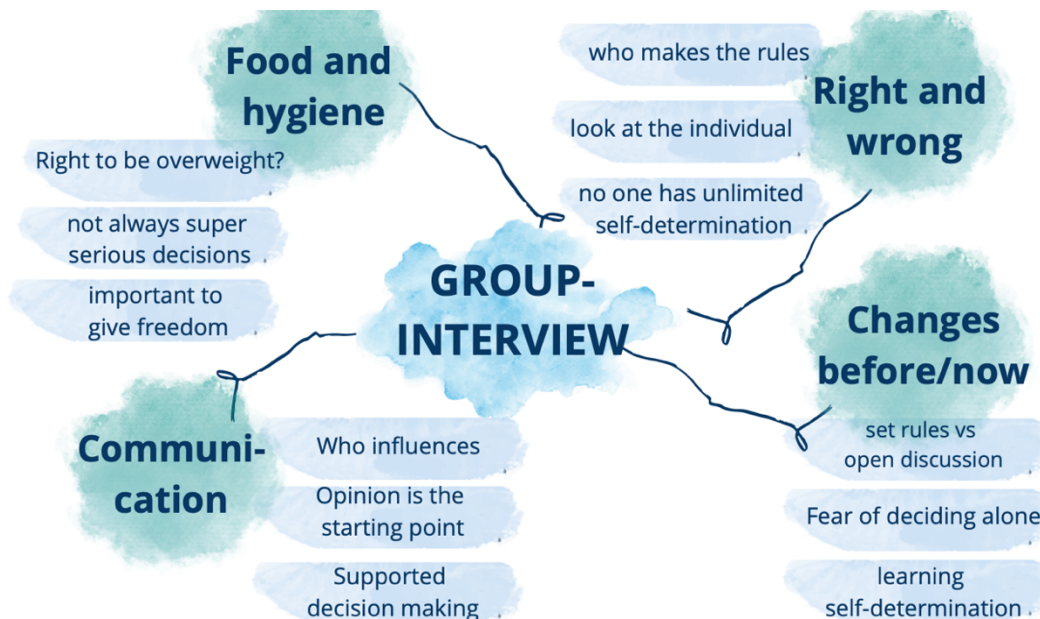 Food and
hygiene
Right to be overweight?
not always super
serious decisions
important to
give freedom
who makes the rules
look at the individual
no one has unlimited
self-determination
Right and
wrong
GROUP-
INTERVIEW
Changes
before/now
set rules vs
open discussion
Fear of deciding alone
learning
self-determination
Communi-
cation
Who influences
Opinion is the
starting point
Supported
decision making